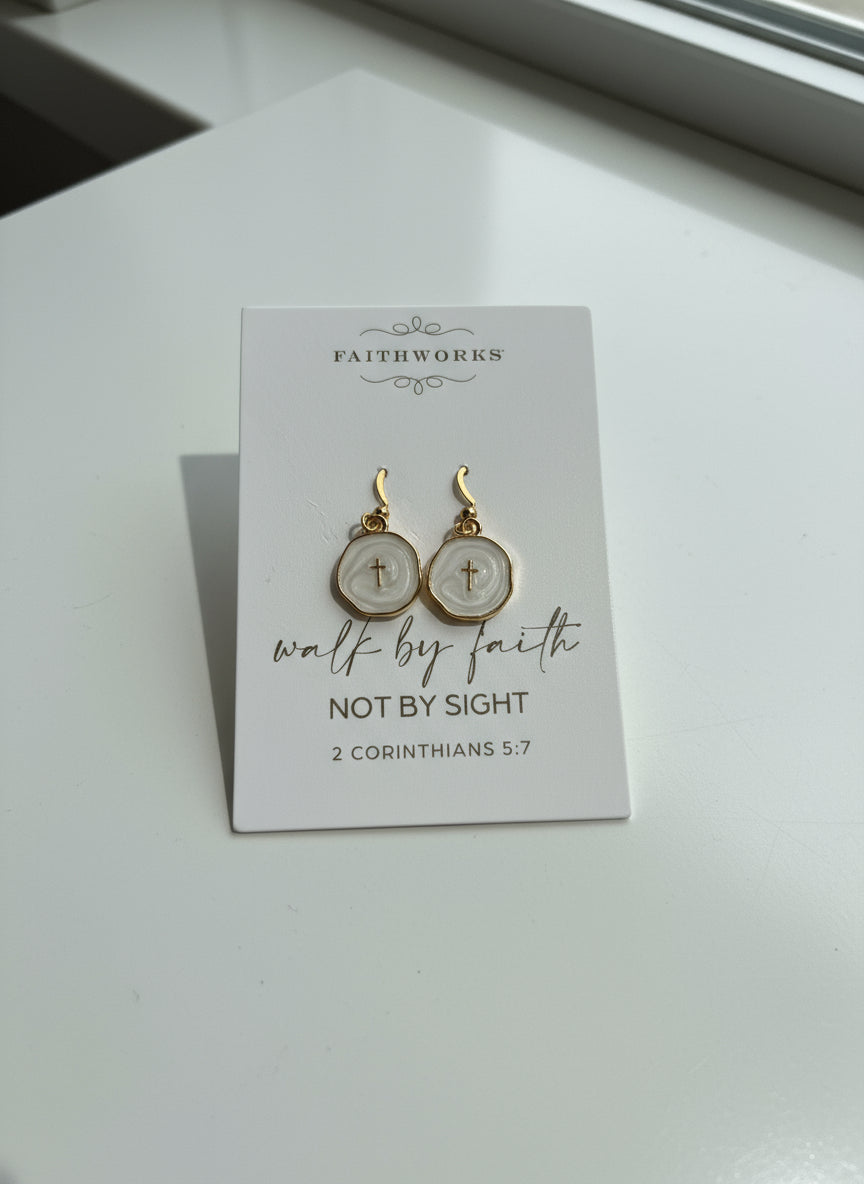 FAITHWORKS
walk by faith
NOT BY SIGHT
2 CORINTHIANS 5:7